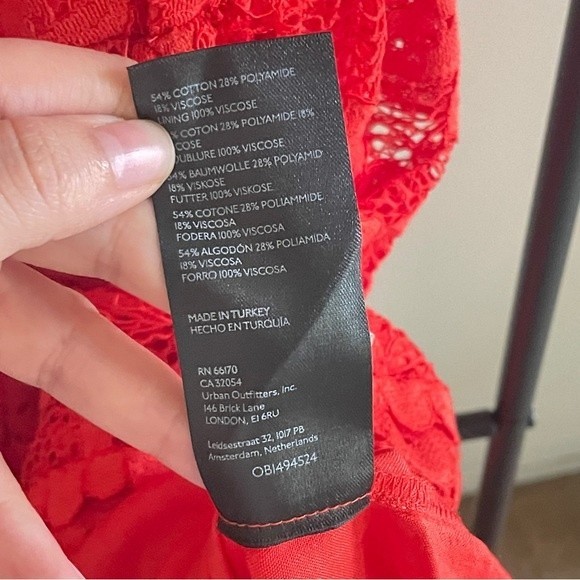 54% COTTON 28% POLYAMIDE
18% VISCOSE
LINING 100% VISCOSE
% COTON 28% POLYAMIDE 18%
COSE
DOUBLURE 100% VISCOSE
54% BAUMWOLLE 28% POLYAMID
18% VISKOSE
FUTTER 100% VISKOSE
54% COTONE 28% POLIAMMIDE
18% VISCOSA
FODERA 100% VISCOSA
54% ALGODÓN 28% POLIAMIDA
18% VISCOSA
FORRO 100% VISCOSA
MADE IN TURKEY
HECHO EN TURQUÍA
RN 66170
CA 32054
Urban Outfitters, Inc.
146 Brick Lane
LONDON, E1 6RU
Leidsestraat 32, 1017 PB
Amsterdam, Netherlands
OB1494524